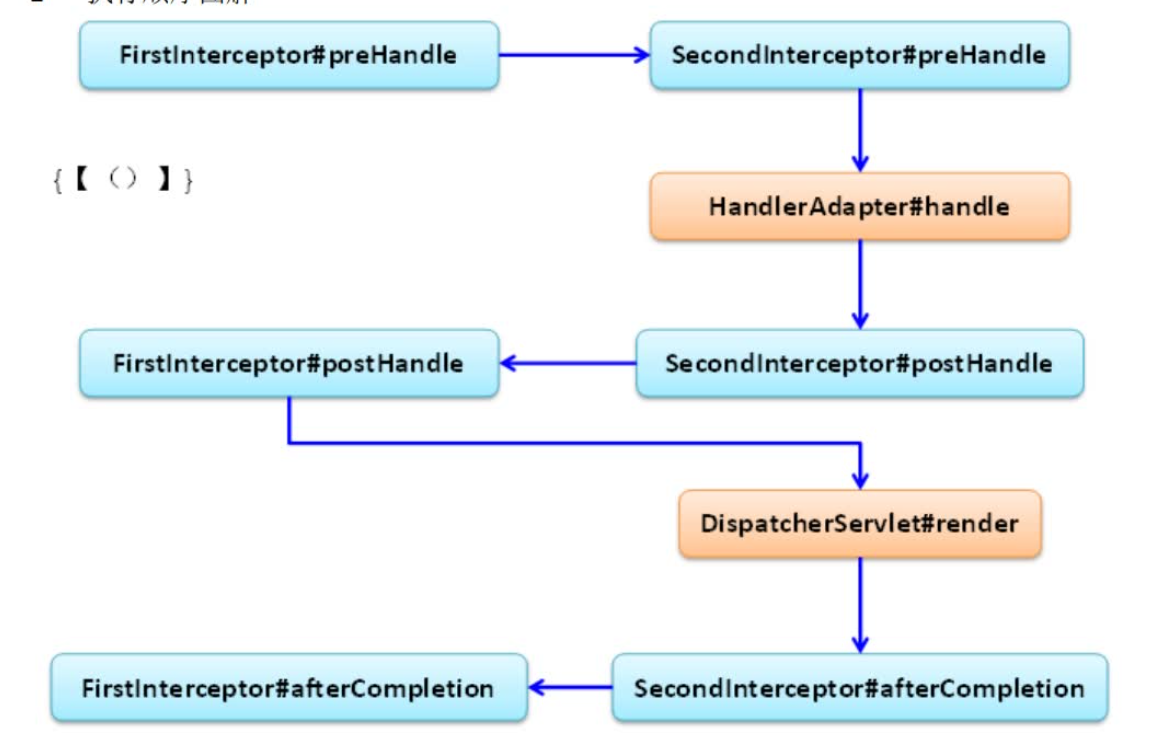 FirstInterceptor#preHandle
SecondInterceptor#preHandle
{【（）】}
HandlerAdapter#handle
FirstInterceptor#postHandle
SecondInterceptor#postHandle
DispatcherServlet#render
FirstInterceptor#afterCompletion
SecondInterceptor#afterCompletion